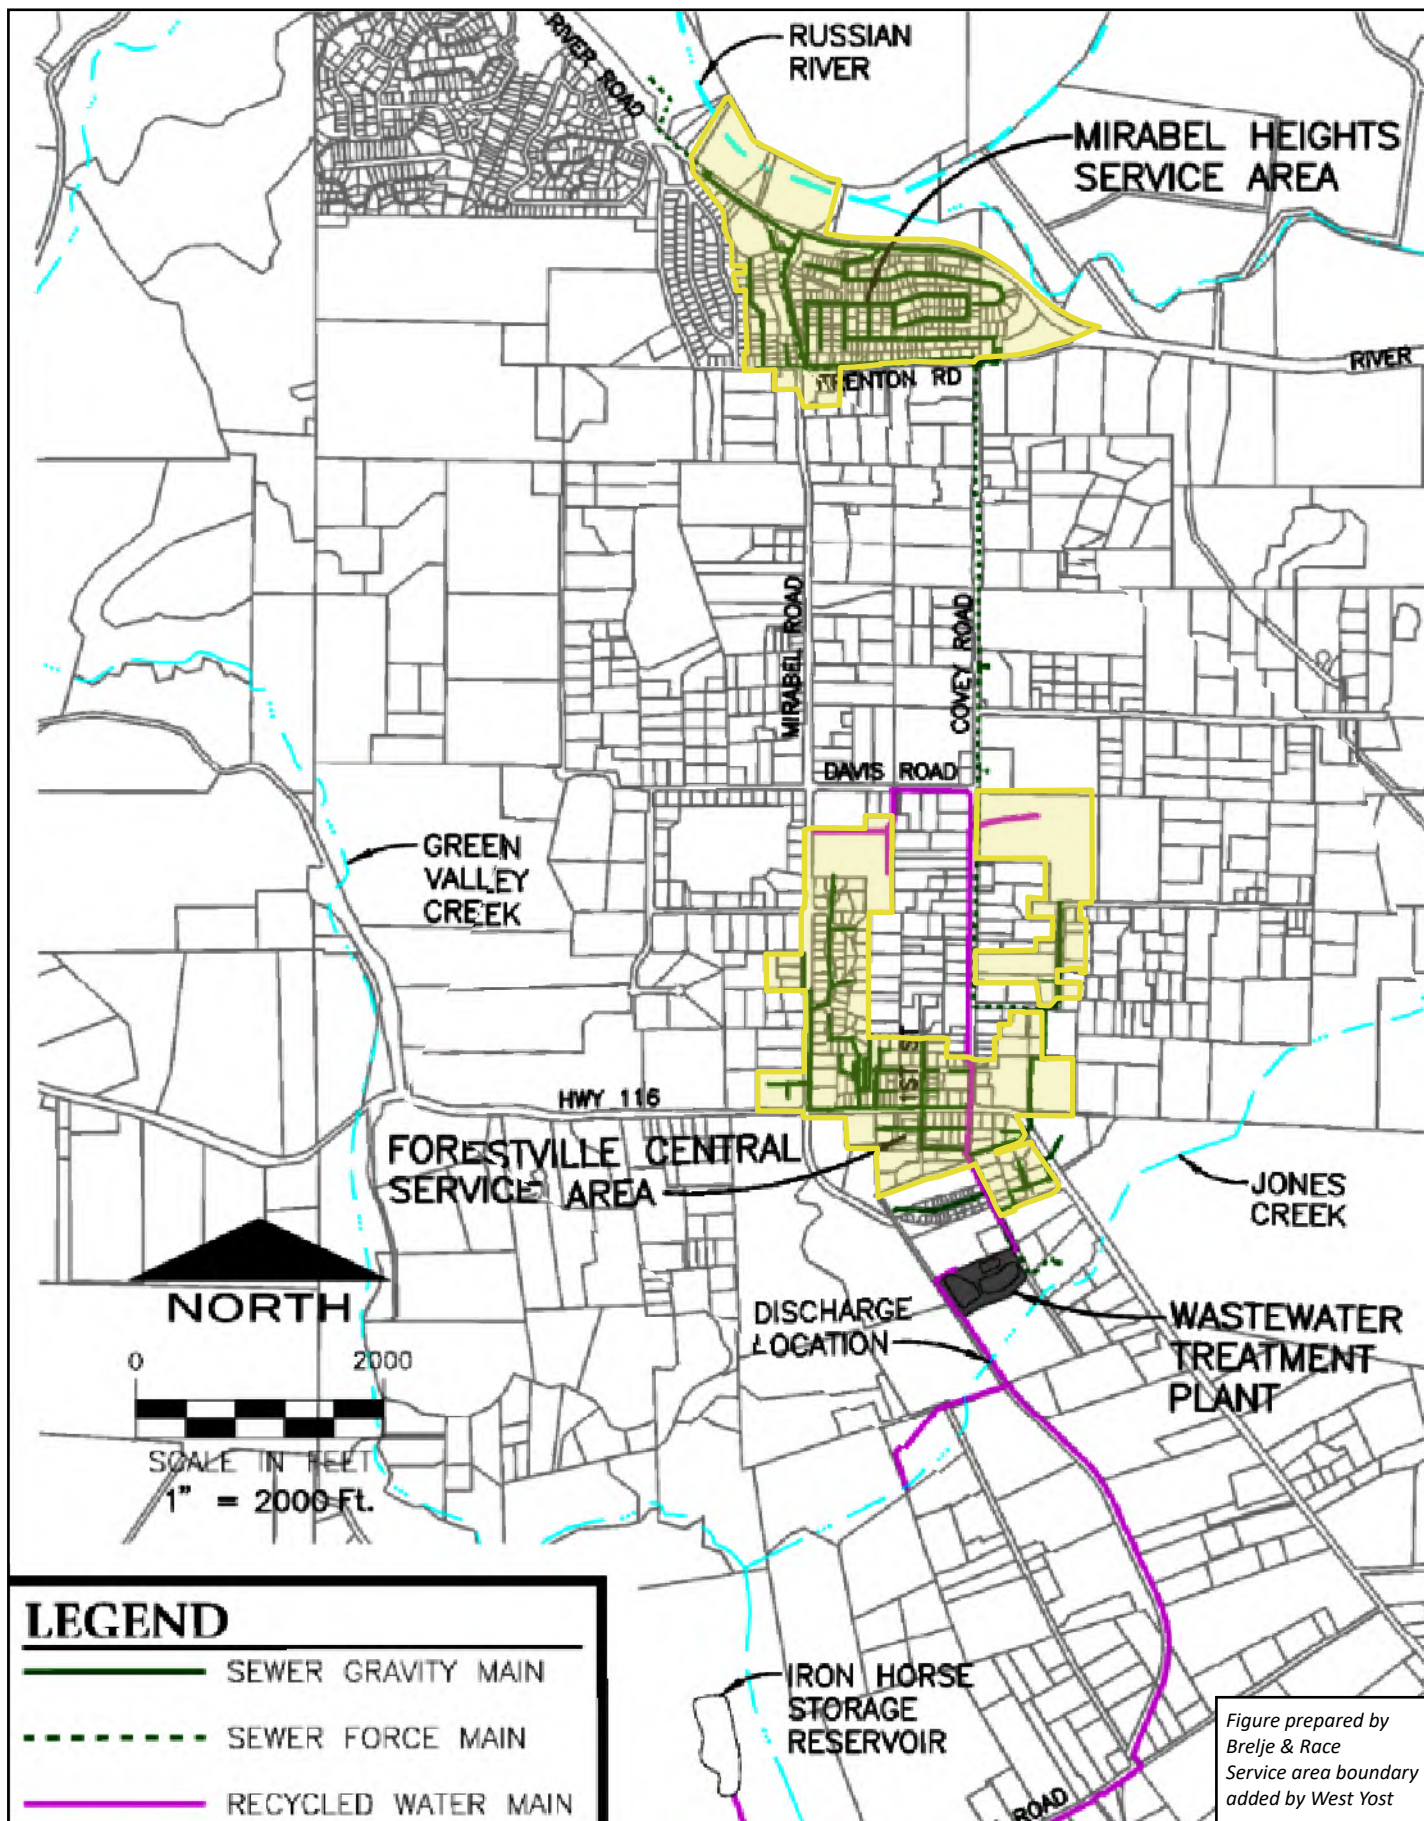 RUSSIAN
RIVER
RIVER ROAD
MIRABEL HEIGHTS
SERVICE AREA
RIVER
TRENTON RD
MIRABEL ROAD
COVEY ROAD
DAVIS ROAD
GREEN
VALLEY
CREEK
1ST ST
HWY 116
FORESTVILLE CENTRAL
SERVICE AREA
JONES
CREEK
NORTH
DISCHARGE
LOCATION
WASTEWATER
TREATMENT
PLANT
0 2000
SCALE IN FEET
1" = 2000 Ft.
LEGEND
SEWER GRAVITY MAIN
SEWER FORCE MAIN
RECYCLED WATER MAIN
IRON HORSE
STORAGE
RESERVOIR
ROAD
Figure prepared by
Brelje & Race
Service area boundary
added by West Yost